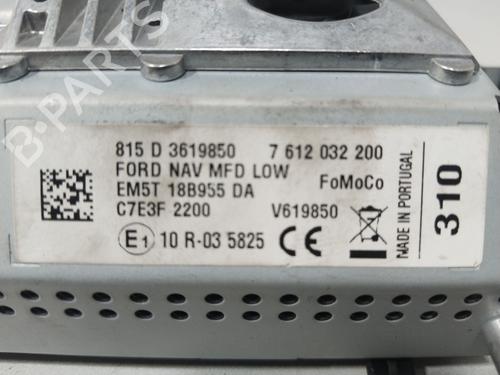 815 D 3619850 7 612 032 200
FORD NAV MFD LOW
EM5T 18B955 DA FoMoCo
C7E3F 2200 V619850
E1 10 R-03 5825 CE
MADE IN PORTUGAL
310
B-PARTS